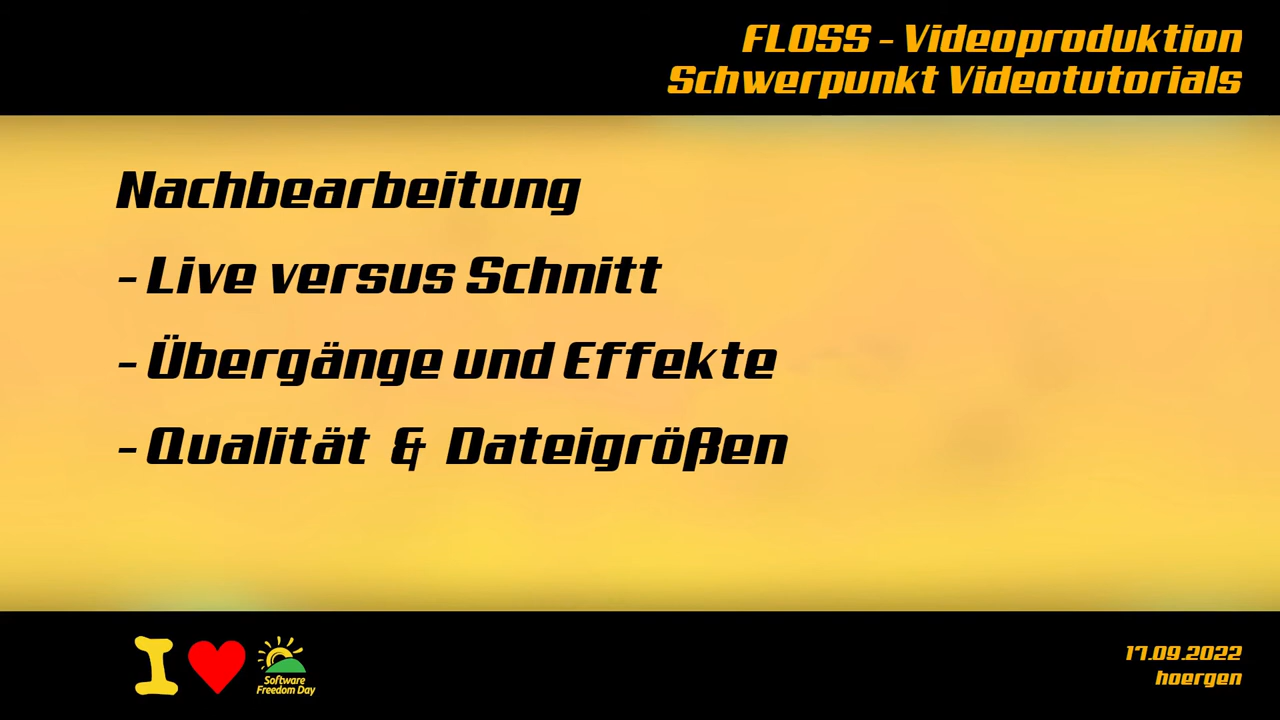 FLOSS - Videoproduktion
Schwerpunkt Videotutorials
Nachbearbeitung
- Live versus Schnitt
- Übergänge und Effekte
- Qualität & Dateigrößen
I
Software
Freedom Day
17.09.2022
hoergen